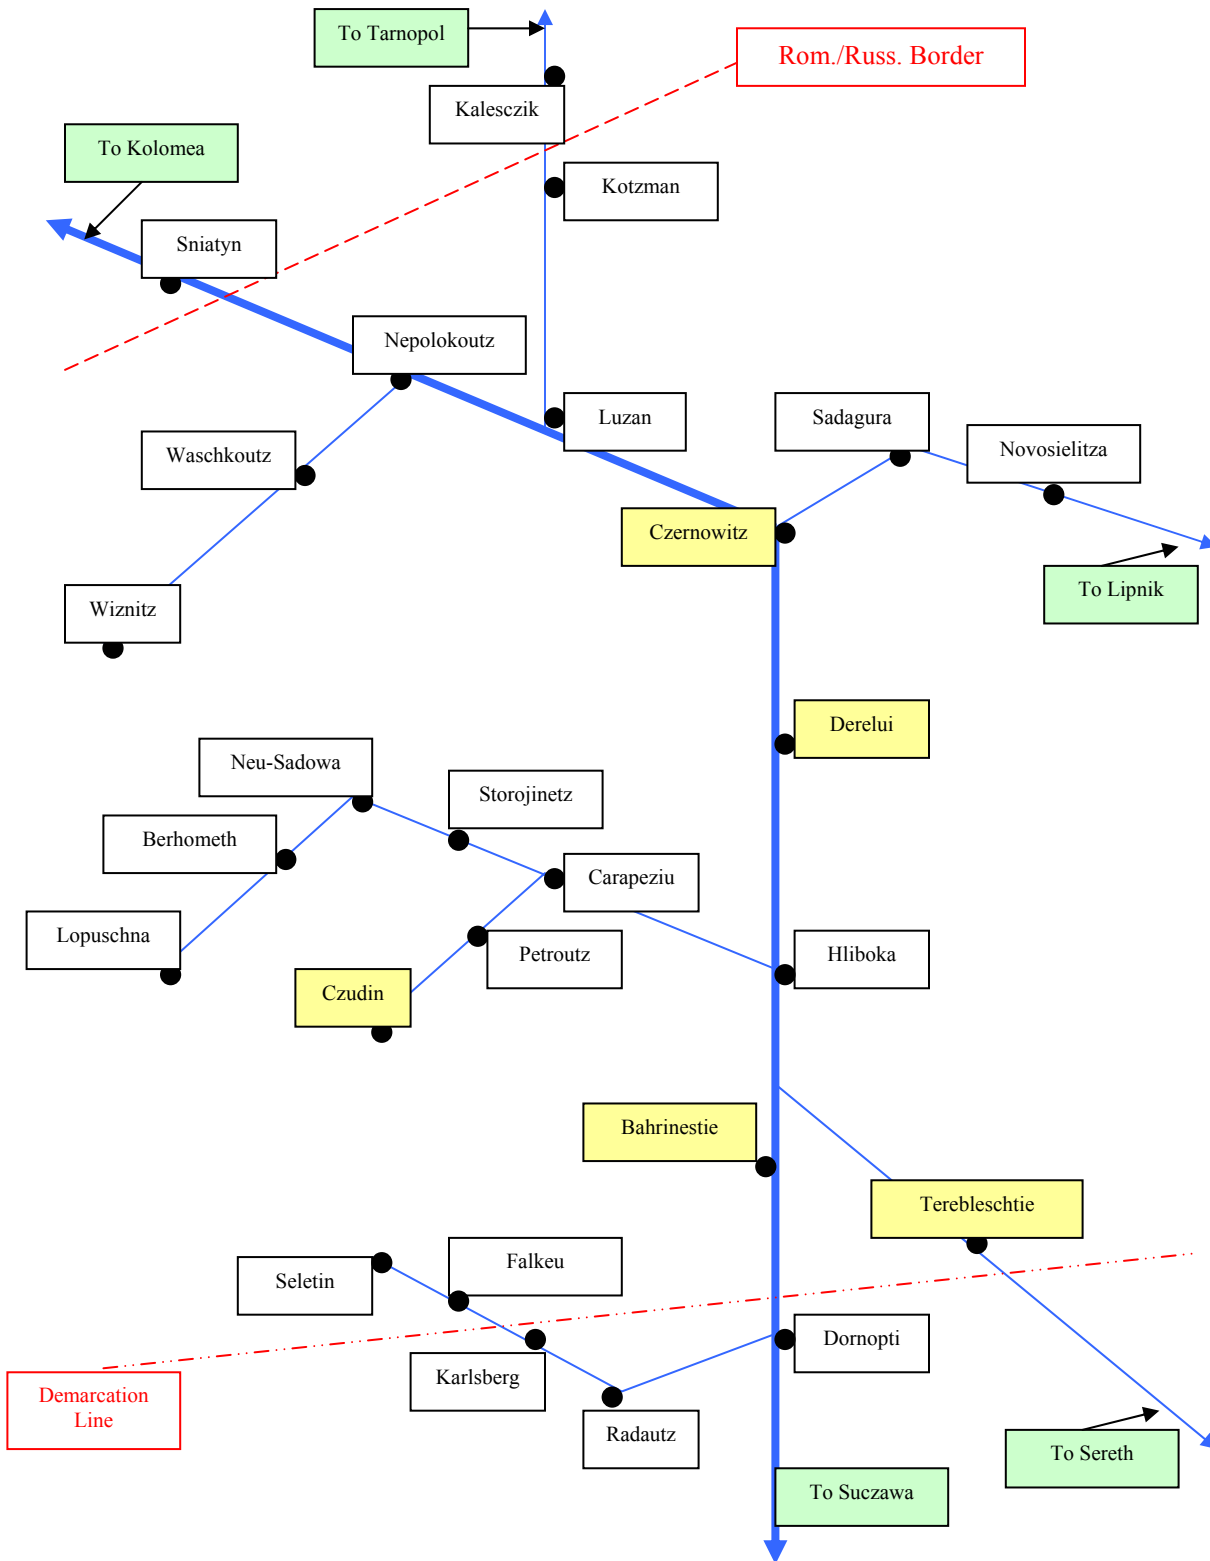 To Tarnopol
Rom./Russ. Border
Kalesczik
To Kolomea
Kotzman
Sniatyn
Nepolokoutz
Luzan
Sadagura
Novosielitza
Waschkoutz
Czernowitz
To Lipnik
Wiznitz
Derelui
Neu-Sadowa
Storojinetz
Berhometh
Carapeziu
Lopuschna
Petroutz
Hliboka
Czudin
Bahrinestie
Terebleschtie
Falkeu
Seletin
Dornopti
Karlsberg
Demarcation
Line
Radautz
To Sereth
To Suczawa